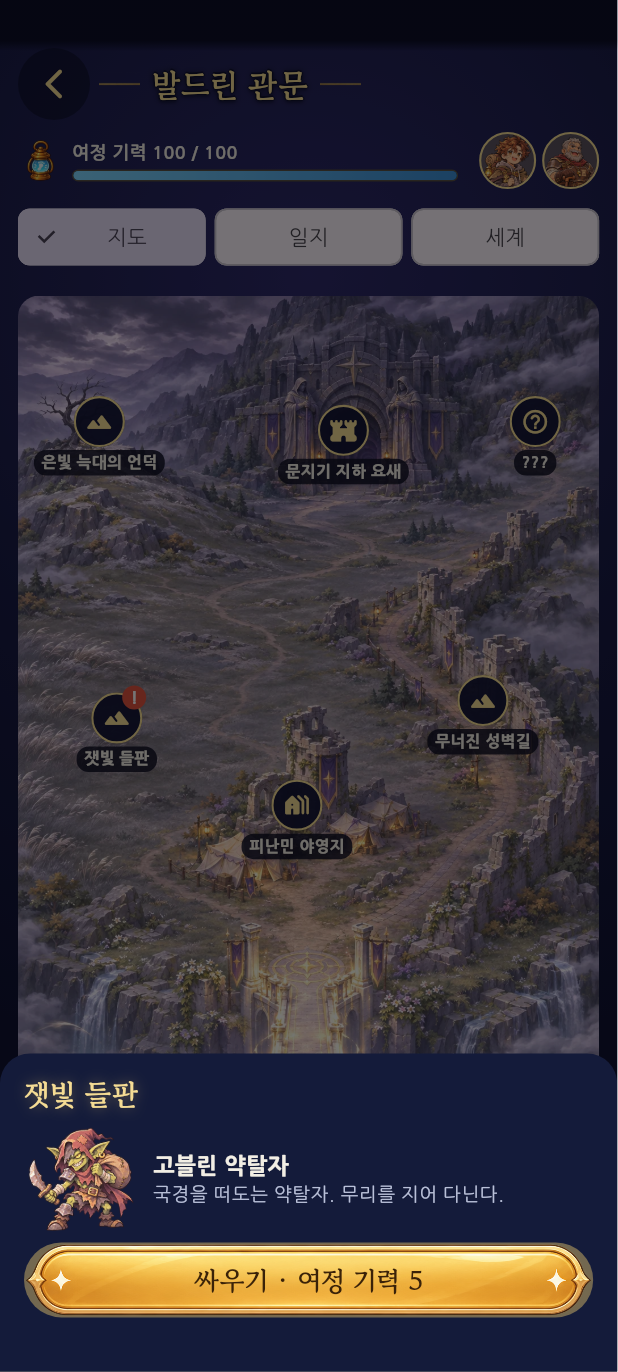 발드린 관문
여정 기력 100 / 100
지도
일지
세계
은빛 늑대의 언덕
문지기 지하 요새
???
잿빛 들판
!
무너진 성벽길
피난민 야영지
잿빛 들판
고블린 약탈자
국경을 떠도는 약탈자. 무리를 지어 다닌다.
싸우기 · 여정 기력 5